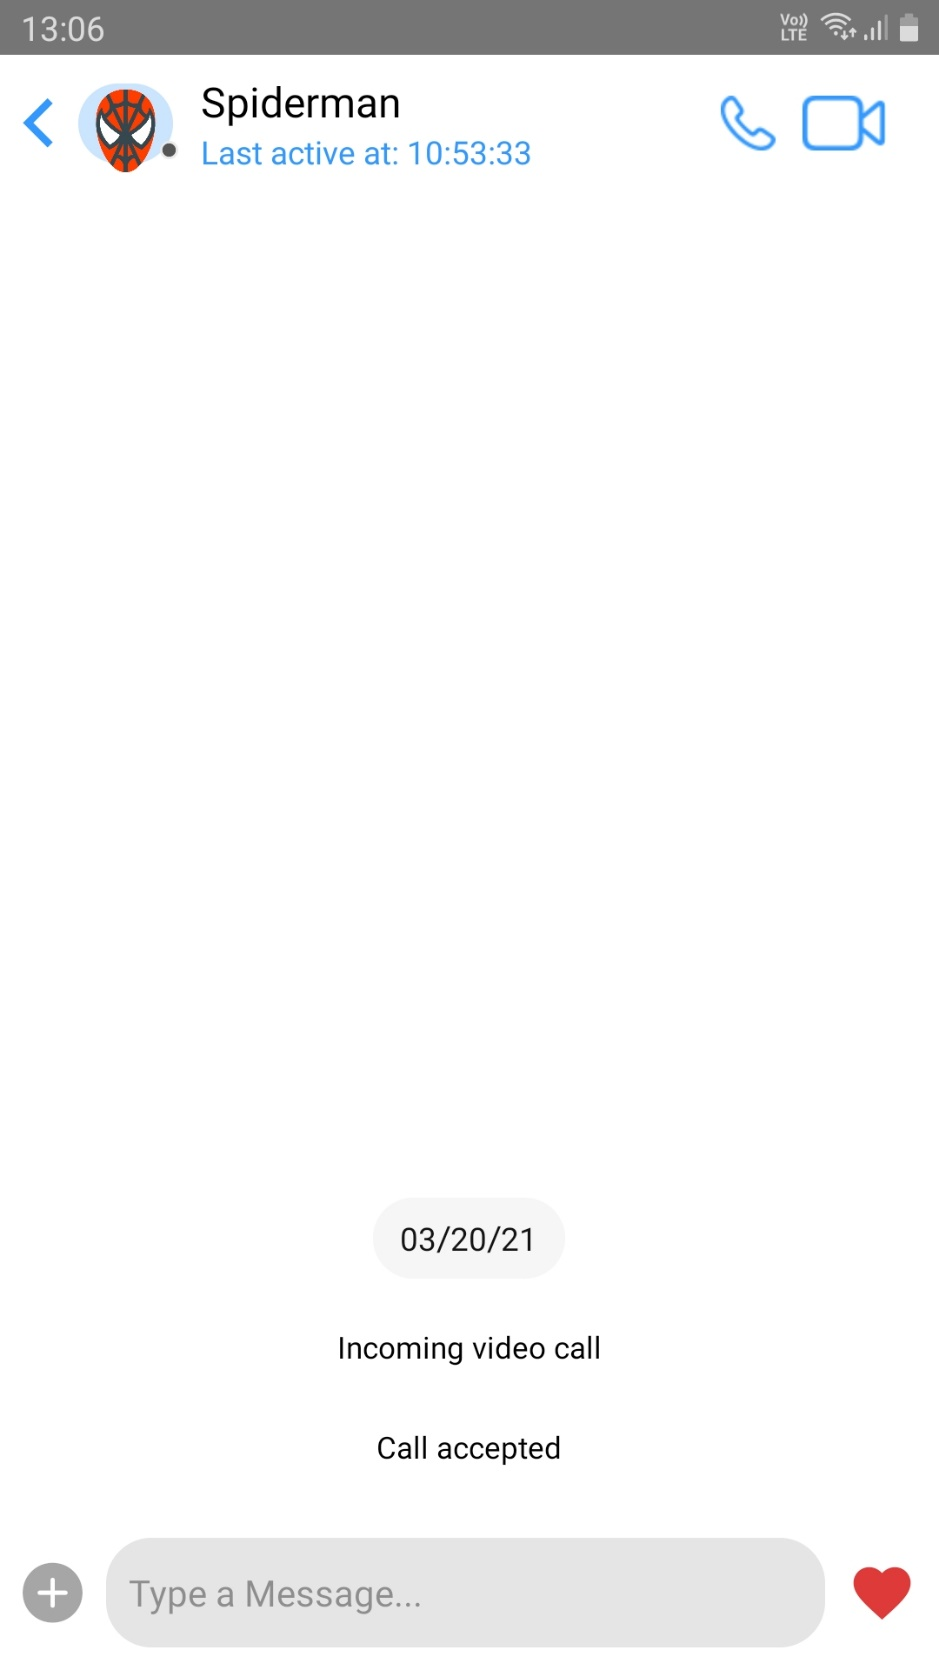 13:06
Vo))
LTE
Spiderman
Last active at: 10:53:33
03/20/21
Incoming video call
Call accepted
Type a Message...